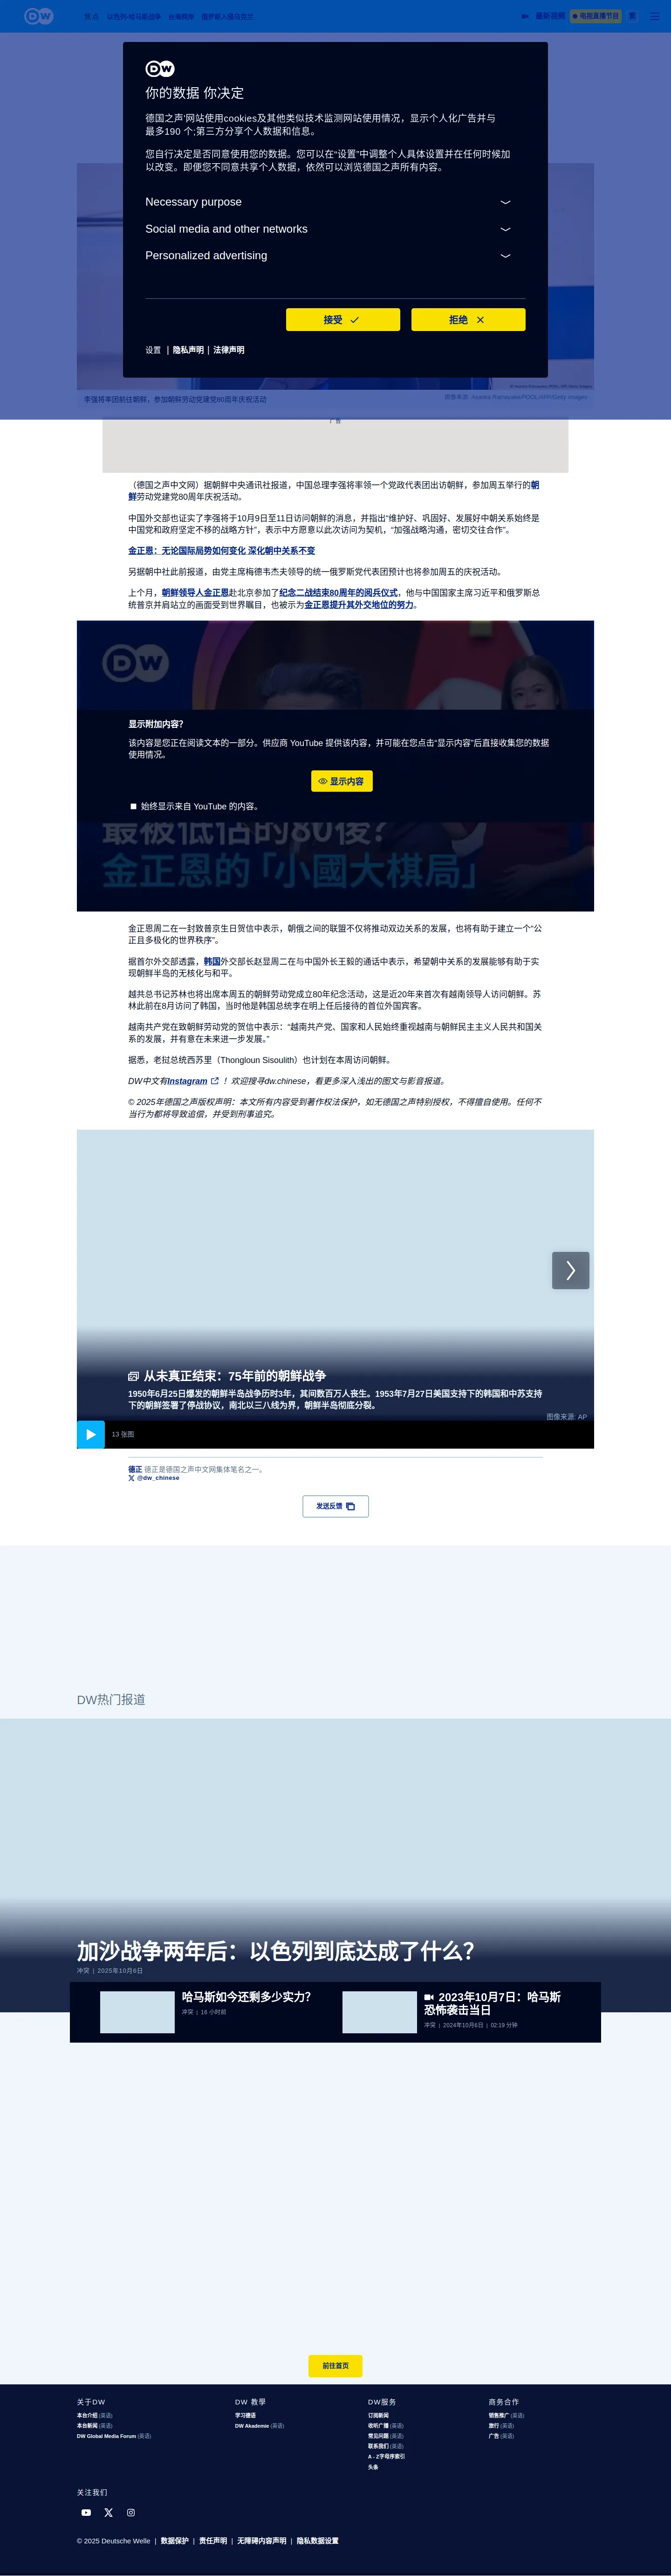 DW
焦点
以色列-哈马斯战争
台海两岸
俄罗斯入侵乌克兰
最新视频
电视直播节目
DW
你的数据 你决定
德国之声'网站使用cookies及其他类似技术监测网站使用情况，显示个人化广告并与
最多190 个;第三方分享个人数据和信息。
您自行决定是否同意使用您的数据。您可以在“设置”中调整个人具体设置并在任何时候加
以改变。即便您不同意共享个人数据，依然可以浏览德国之声所有内容。
Necessary purpose
Social media and other networks
Personalized advertising
接受
拒绝
设置 | 隐私声明 | 法律声明
李强将率团前往朝鲜，参加朝鲜劳动党建党80周年庆祝活动
广告
（德国之声中文网）据朝鲜中央通讯社报道，中国总理李强将率领一个党政代表团出访朝鲜，参加周五举行的朝
鲜劳动党建党80周年庆祝活动。
中国外交部也证实了李强将于10月9日至11日访问朝鲜的消息，并指出“维护好、巩固好、发展好中朝关系始终是
中国党和政府坚定不移的战略方针”，表示中方愿意以此次访问为契机，“加强战略沟通，密切交往合作”。
金正恩：无论国际局势如何变化 深化朝中关系不变
另据朝中社此前报道，由党主席梅德韦杰夫领导的统一俄罗斯党代表团预计也将参加周五的庆祝活动。
上个月，朝鲜领导人金正恩赴北京参加了纪念二战结束80周年的阅兵仪式，他与中国国家主席习近平和俄罗斯总
统普京并肩站立的画面受到世界瞩目，也被示为金正恩提升其外交地位的努力。
DW
显示附加内容？
该内容是您正在阅读文本的一部分。供应商 YouTube 提供该内容，并可能在您点击“显示内容”后直接收集您的数据
使用情况。
显示内容
始终显示来自 YouTube 的内容。
最被低估的80後？
金正恩的「小國大棋局」
金正恩周二在一封致普京生日贺信中表示，朝俄之间的联盟不仅将推动双边关系的发展，也将有助于建立一个“公
正且多极化的世界秩序”。
据首尔外交部透露，韩国外交部长赵显周二在与中国外长王毅的通话中表示，希望朝中关系的发展能够有助于实
现朝鲜半岛的无核化与和平。
越共总书记苏林也将出席本周五的朝鲜劳动党成立80年纪念活动，这是近20年来首次有越南领导人访问朝鲜。苏
林此前在8月访问了韩国，当时他是韩国总统李在明上任后接待的首位外国宾客。
越南共产党在致朝鲜劳动党的贺信中表示：“越南共产党、国家和人民始终重视越南与朝鲜民主主义人民共和国关
系的发展，并有意在未来进一步发展。”
据悉，老挝总统西苏里（Thongloun Sisoulith）也计划在本周访问朝鲜。
DW中文有Instagram ！欢迎搜寻dw.chinese，看更多深入浅出的图文与影音报道。
© 2025年德国之声版权声明：本文所有内容受到著作权法保护，如无德国之声特别授权，不得擅自使用。任何不
当行为都将导致追偿，并受到刑事追究。
从未真正结束：75年前的朝鲜战争
1950年6月25日爆发的朝鲜半岛战争历时3年，其间数百万人丧生。1953年7月27日美国支持下的韩国和中苏支持
下的朝鲜签署了停战协议，南北以三八线为界，朝鲜半岛彻底分裂。
图像来源: AP
13 张图
德正 德正是德国之声中文网集体笔名之一。
@dw_chinese
发送反馈
DW热门报道
加沙战争两年后：以色列到底达成了什么？
冲突 | 2025年10月6日
哈马斯如今还剩多少实力？
冲突 | 16 小时前
2023年10月7日：哈马斯
恐怖袭击当日
冲突 | 2024年10月6日 | 02:19 分钟
前往首页
关于DW
本台介绍 (英语)
本台新闻 (英语)
DW Global Media Forum (英语)
DW 教學
学习德语
DW Akademie (英语)
DW服务
订阅新闻
收听广播 (英语)
常见问题 (英语)
联系我们 (英语)
A - Z字母序索引
头条
商务合作
销售推广 (英语)
旅行 (英语)
广告 (英语)
关注我们
© 2025 Deutsche Welle | 数据保护 | 责任声明 | 无障碍内容声明 | 隐私数据设置